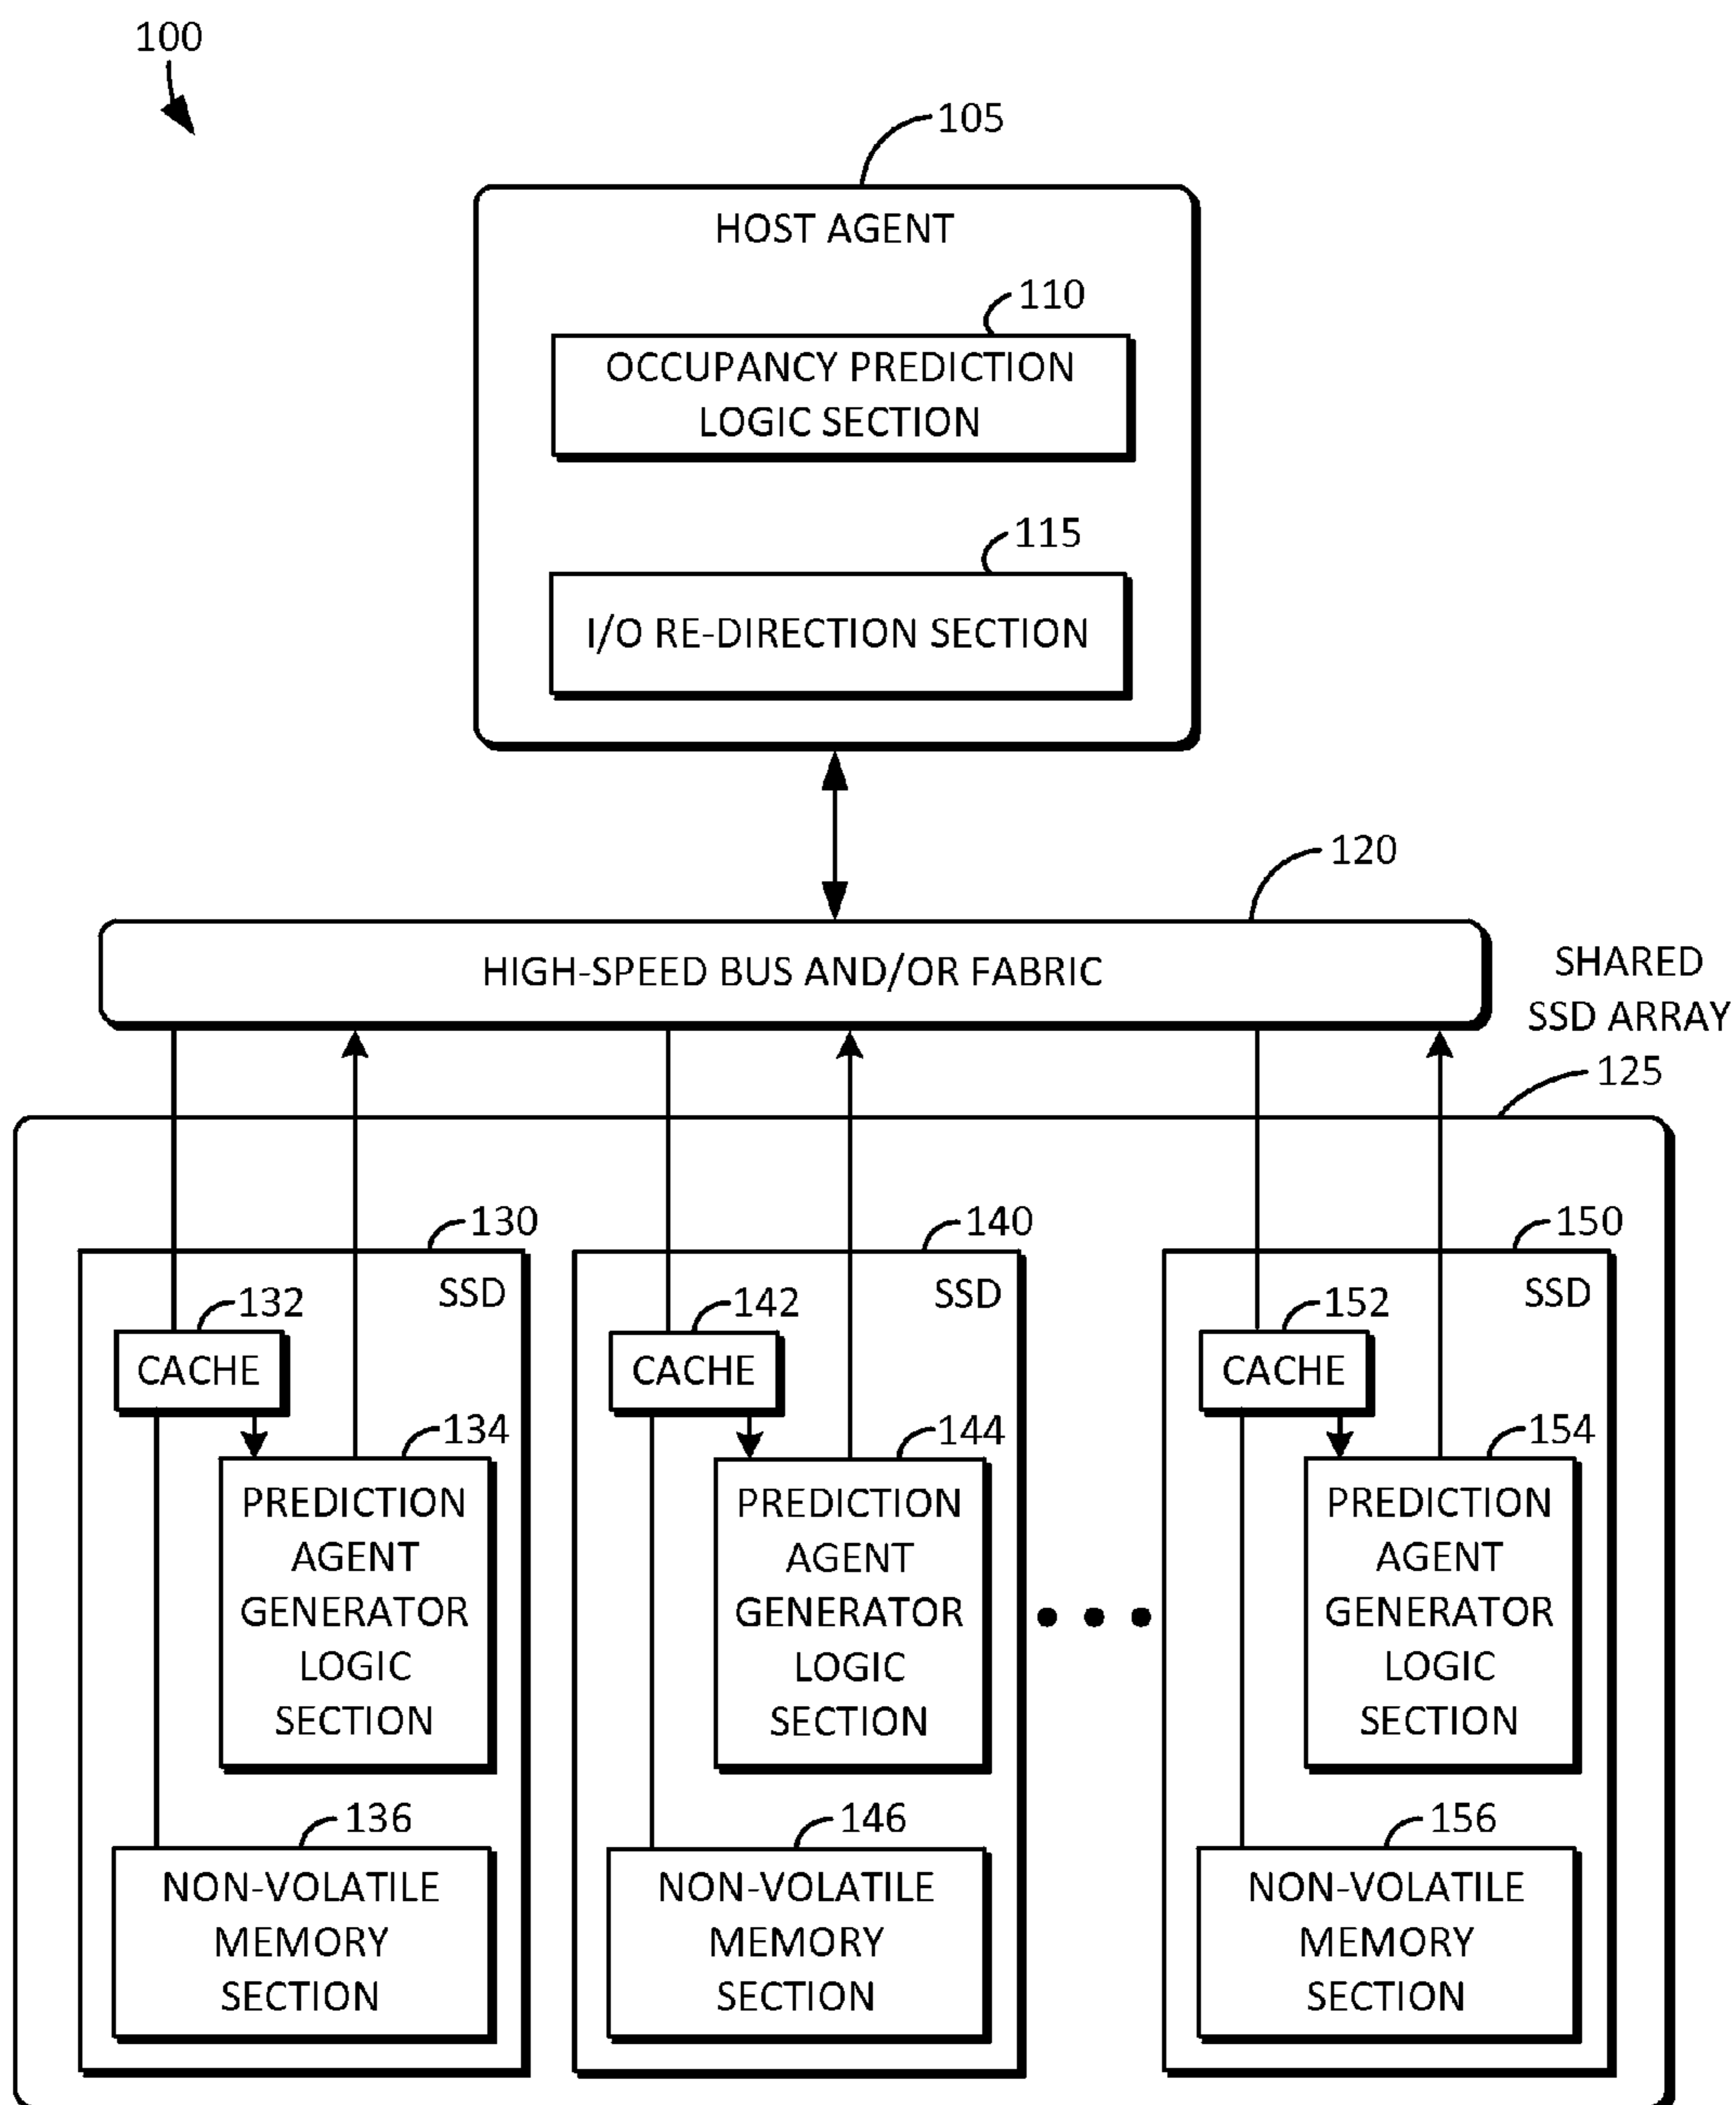 100
105
HOST AGENT
110
OCCUPANCY PREDICTION
LOGIC SECTION
115
I/O RE-DIRECTION SECTION
120
HIGH-SPEED BUS AND/OR FABRIC
SHARED
SSD ARRAY
125
130
SSD
132
CACHE
134
PREDICTION
AGENT
GENERATOR
LOGIC
SECTION
136
NON-VOLATILE
MEMORY
SECTION
140
SSD
142
CACHE
144
PREDICTION
AGENT
GENERATOR
LOGIC
SECTION
146
NON-VOLATILE
MEMORY
SECTION
150
SSD
152
CACHE
154
PREDICTION
AGENT
GENERATOR
LOGIC
SECTION
156
NON-VOLATILE
MEMORY
SECTION